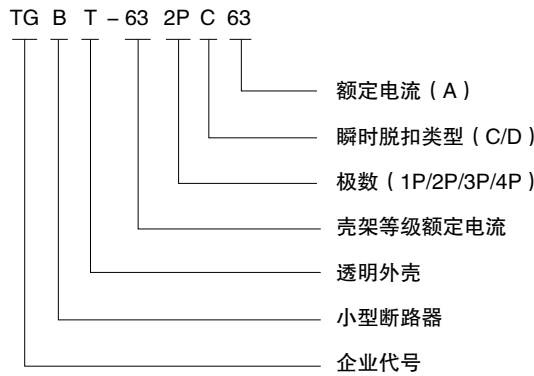 TG B T – 63 2P C 63
额定电流（A）
瞬时脱扣类型（C/D）
极数（1P/2P/3P/4P）
壳架等级额定电流
透明外壳
小型断路器
企业代号